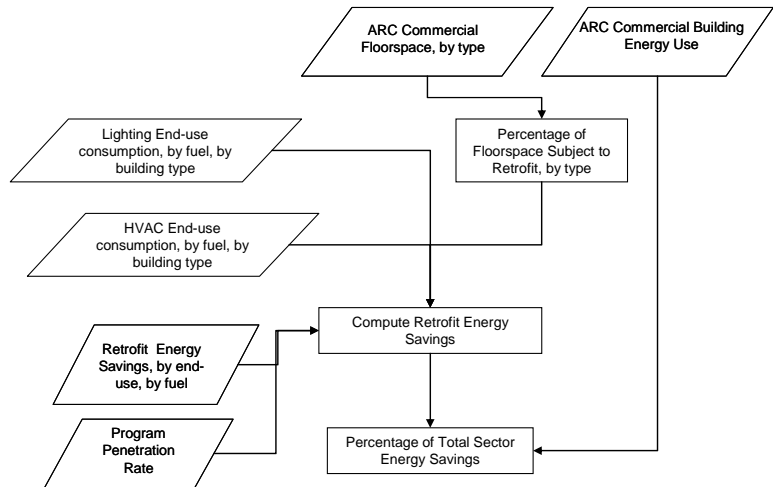 ARC Commercial
Floorspace, by type
ARC Commercial Building
Energy Use
Lighting End-use
consumption, by fuel, by
building type
Percentage of
Floorspace Subject to
Retrofit, by type
HVAC End-use
consumption, by fuel, by
building type
Compute Retrofit Energy
Savings
Retrofit Energy
Savings, by end-
use, by fuel
Program
Penetration
Rate
Percentage of Total Sector
Energy Savings